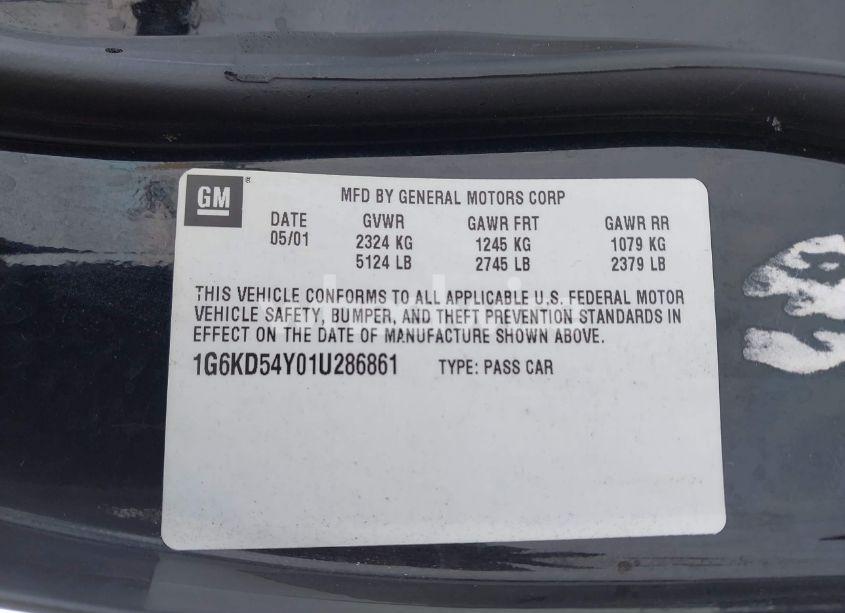 GM
MFD BY GENERAL MOTORS CORP
DATE GVWR GAWR FRT GAWR RR
05/01 2324 KG 1245 KG 1079 KG
5124 LB 2745 LB 2379 LB
THIS VEHICLE CONFORMS TO ALL APPLICABLE U.S. FEDERAL MOTOR
VEHICLE SAFETY, BUMPER, AND THEFT PREVENTION STANDARDS IN
EFFECT ON THE DATE OF MANUFACTURE SHOWN ABOVE.
1G6KD54Y01U286861 TYPE: PASS CAR